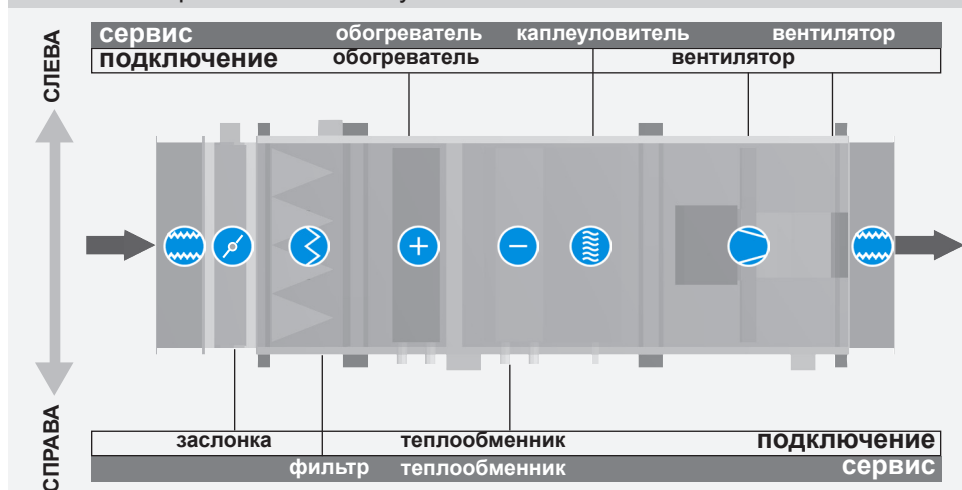 СЛЕВА
сервис обогреватель каплеуловитель вентилятор
подключение обогреватель вентилятор
СПРАВА
заслонка теплообменник подключение
фильтр теплообменник сервис